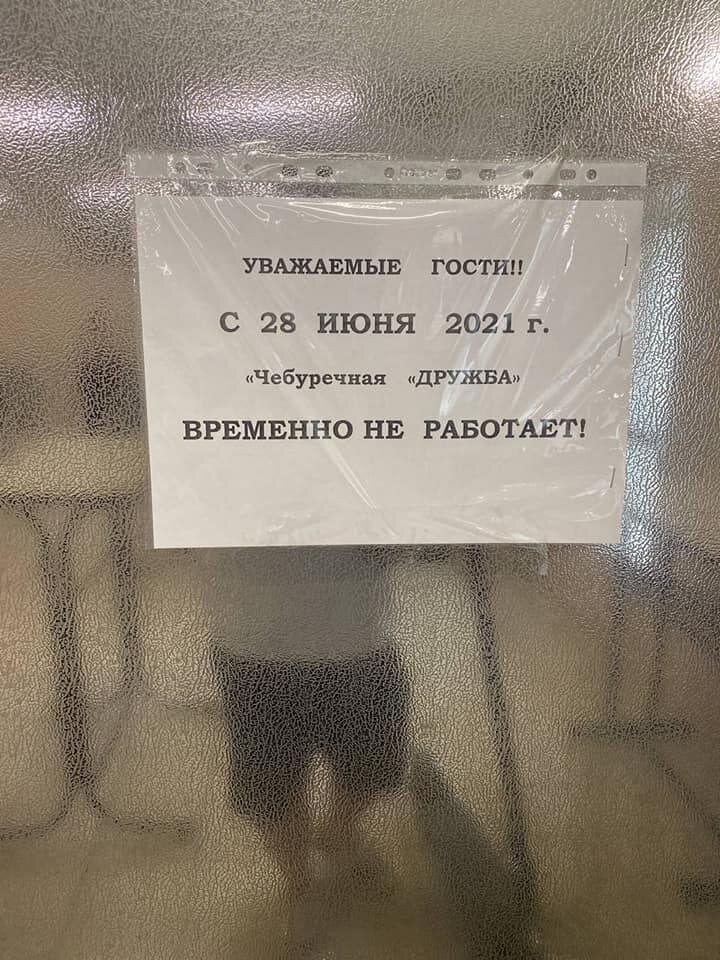 УВАЖАЕМЫЕ ГОСТИ!!
С 28 ИЮНЯ 2021 г.
«Чебуречная «ДРУЖБА»
ВРЕМЕННО НЕ РАБОТАЕТ!